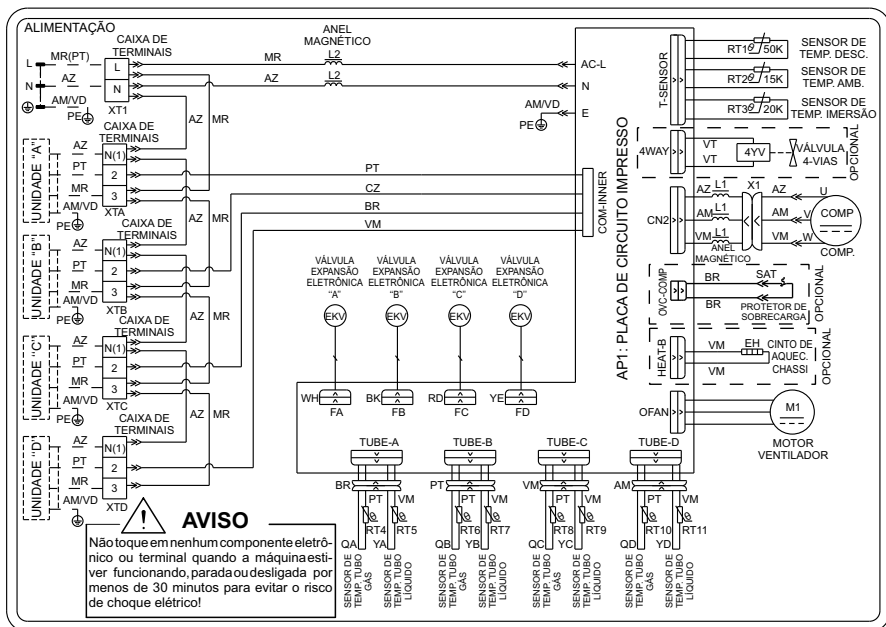 ALIMENTAÇÃO
CAIXA DE
TERMINAIS
L
MR(PT)
L
N
AZ
N
AM/VD
PE
XT1
MR
ANEL
MAGNÉTICO
L2
AC-L
AZ
L2
N
AM/VD
E
PE
AZ
MR
UNIDADE “A”
CAIXA DE
TERMINAIS
AZ
N(1)
PT
2
MR
3
AM/VD
PE
XTA
AZ
MR
UNIDADE “B”
CAIXA DE
TERMINAIS
AZ
N(1)
PT
2
MR
3
AM/VD
PE
XTB
AZ
MR
UNIDADE “C”
CAIXA DE
TERMINAIS
AZ
N(1)
PT
2
MR
3
AM/VD
PE
XTC
AZ
MR
UNIDADE “D”
CAIXA DE
TERMINAIS
AZ
N(1)
PT
2
MR
3
AM/VD
XTD
PT
CZ
BR
VM
COM-INNER
AP1: PLACA DE CIRCUITO IMPRESSO
T-SENSOR
RT1
50K
SENSOR DE
TEMP. DESC.
RT2
15K
SENSOR DE
TEMP. AMB.
RT3
20K
SENSOR DE
TEMP. IMERSÃO
4WAY
VT
VT
4YV
VÁLVULA
4-VIAS
OPCIONAL
CN2
AZ
L1
X1
AZ
U
AM
L1
AM
V
VM
L1
VM
W
ANEL
MAGNÉTICO
COMP
COMP.
OVC-COMP
BR
SAT
BR
PROTETOR DE
SOBRECARGA
OPCIONAL
HEAT-B
VM
EH
VM
CINTO DE
AQUEC.
CHASSI
OPCIONAL
OFAN
M1
MOTOR
VENTILADOR
VÁLVULA
EXPANSÃO
ELETRÔNICA
“A”
EKV
WH
FA
VÁLVULA
EXPANSÃO
ELETRÔNICA
“B”
EKV
BK
FB
VÁLVULA
EXPANSÃO
ELETRÔNICA
“C”
EKV
RD
FC
VÁLVULA
EXPANSÃO
ELETRÔNICA
“D”
EKV
YE
FD
TUBE-A
BR
PT
VM
RT4
RT5
QA
YA
SENSOR DE
TEMP. TUBO
GÁS
SENSOR DE
TEMP. TUBO
LÍQUIDO
TUBE-B
PT
PT
VM
RT6
RT7
QB
YB
SENSOR DE
TEMP. TUBO
GÁS
SENSOR DE
TEMP. TUBO
LÍQUIDO
TUBE-C
VM
PT
VM
RT8
RT9
QC
YC
SENSOR DE
TEMP. TUBO
GÁS
SENSOR DE
TEMP. TUBO
LÍQUIDO
TUBE-D
AM
PT
VM
RT10
RT11
QD
YD
SENSOR DE
TEMP. TUBO
GÁS
SENSOR DE
TEMP. TUBO
LÍQUIDO
! AVISO
Não toque em nenhum componente eletrô-
nico ou terminal quando a máquina esti-
ver funcionando, parada ou desligada por
menos de 30 minutos para evitar o risco
de choque elétrico!